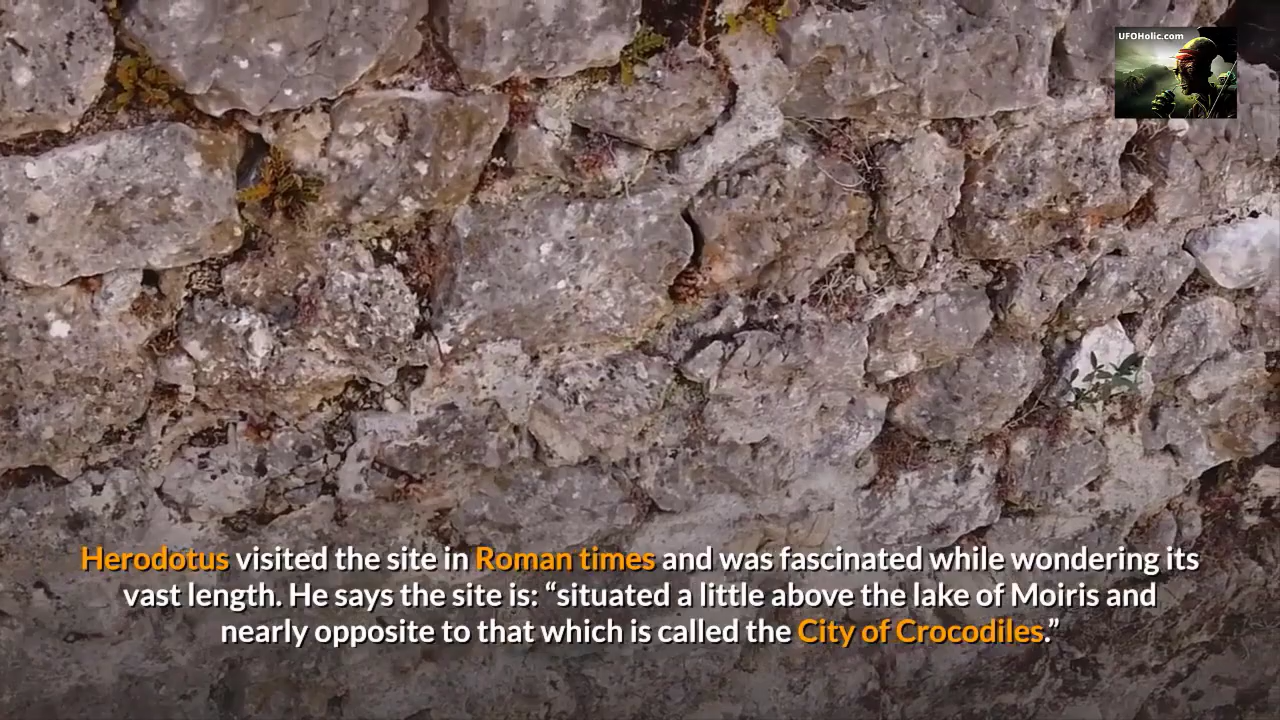 UFOHolic.com
Herodotus visited the site in Roman times and was fascinated while wondering its
vast length. He says the site is: “situated a little above the lake of Moiris and
nearly opposite to that which is called the City of Crocodiles.”